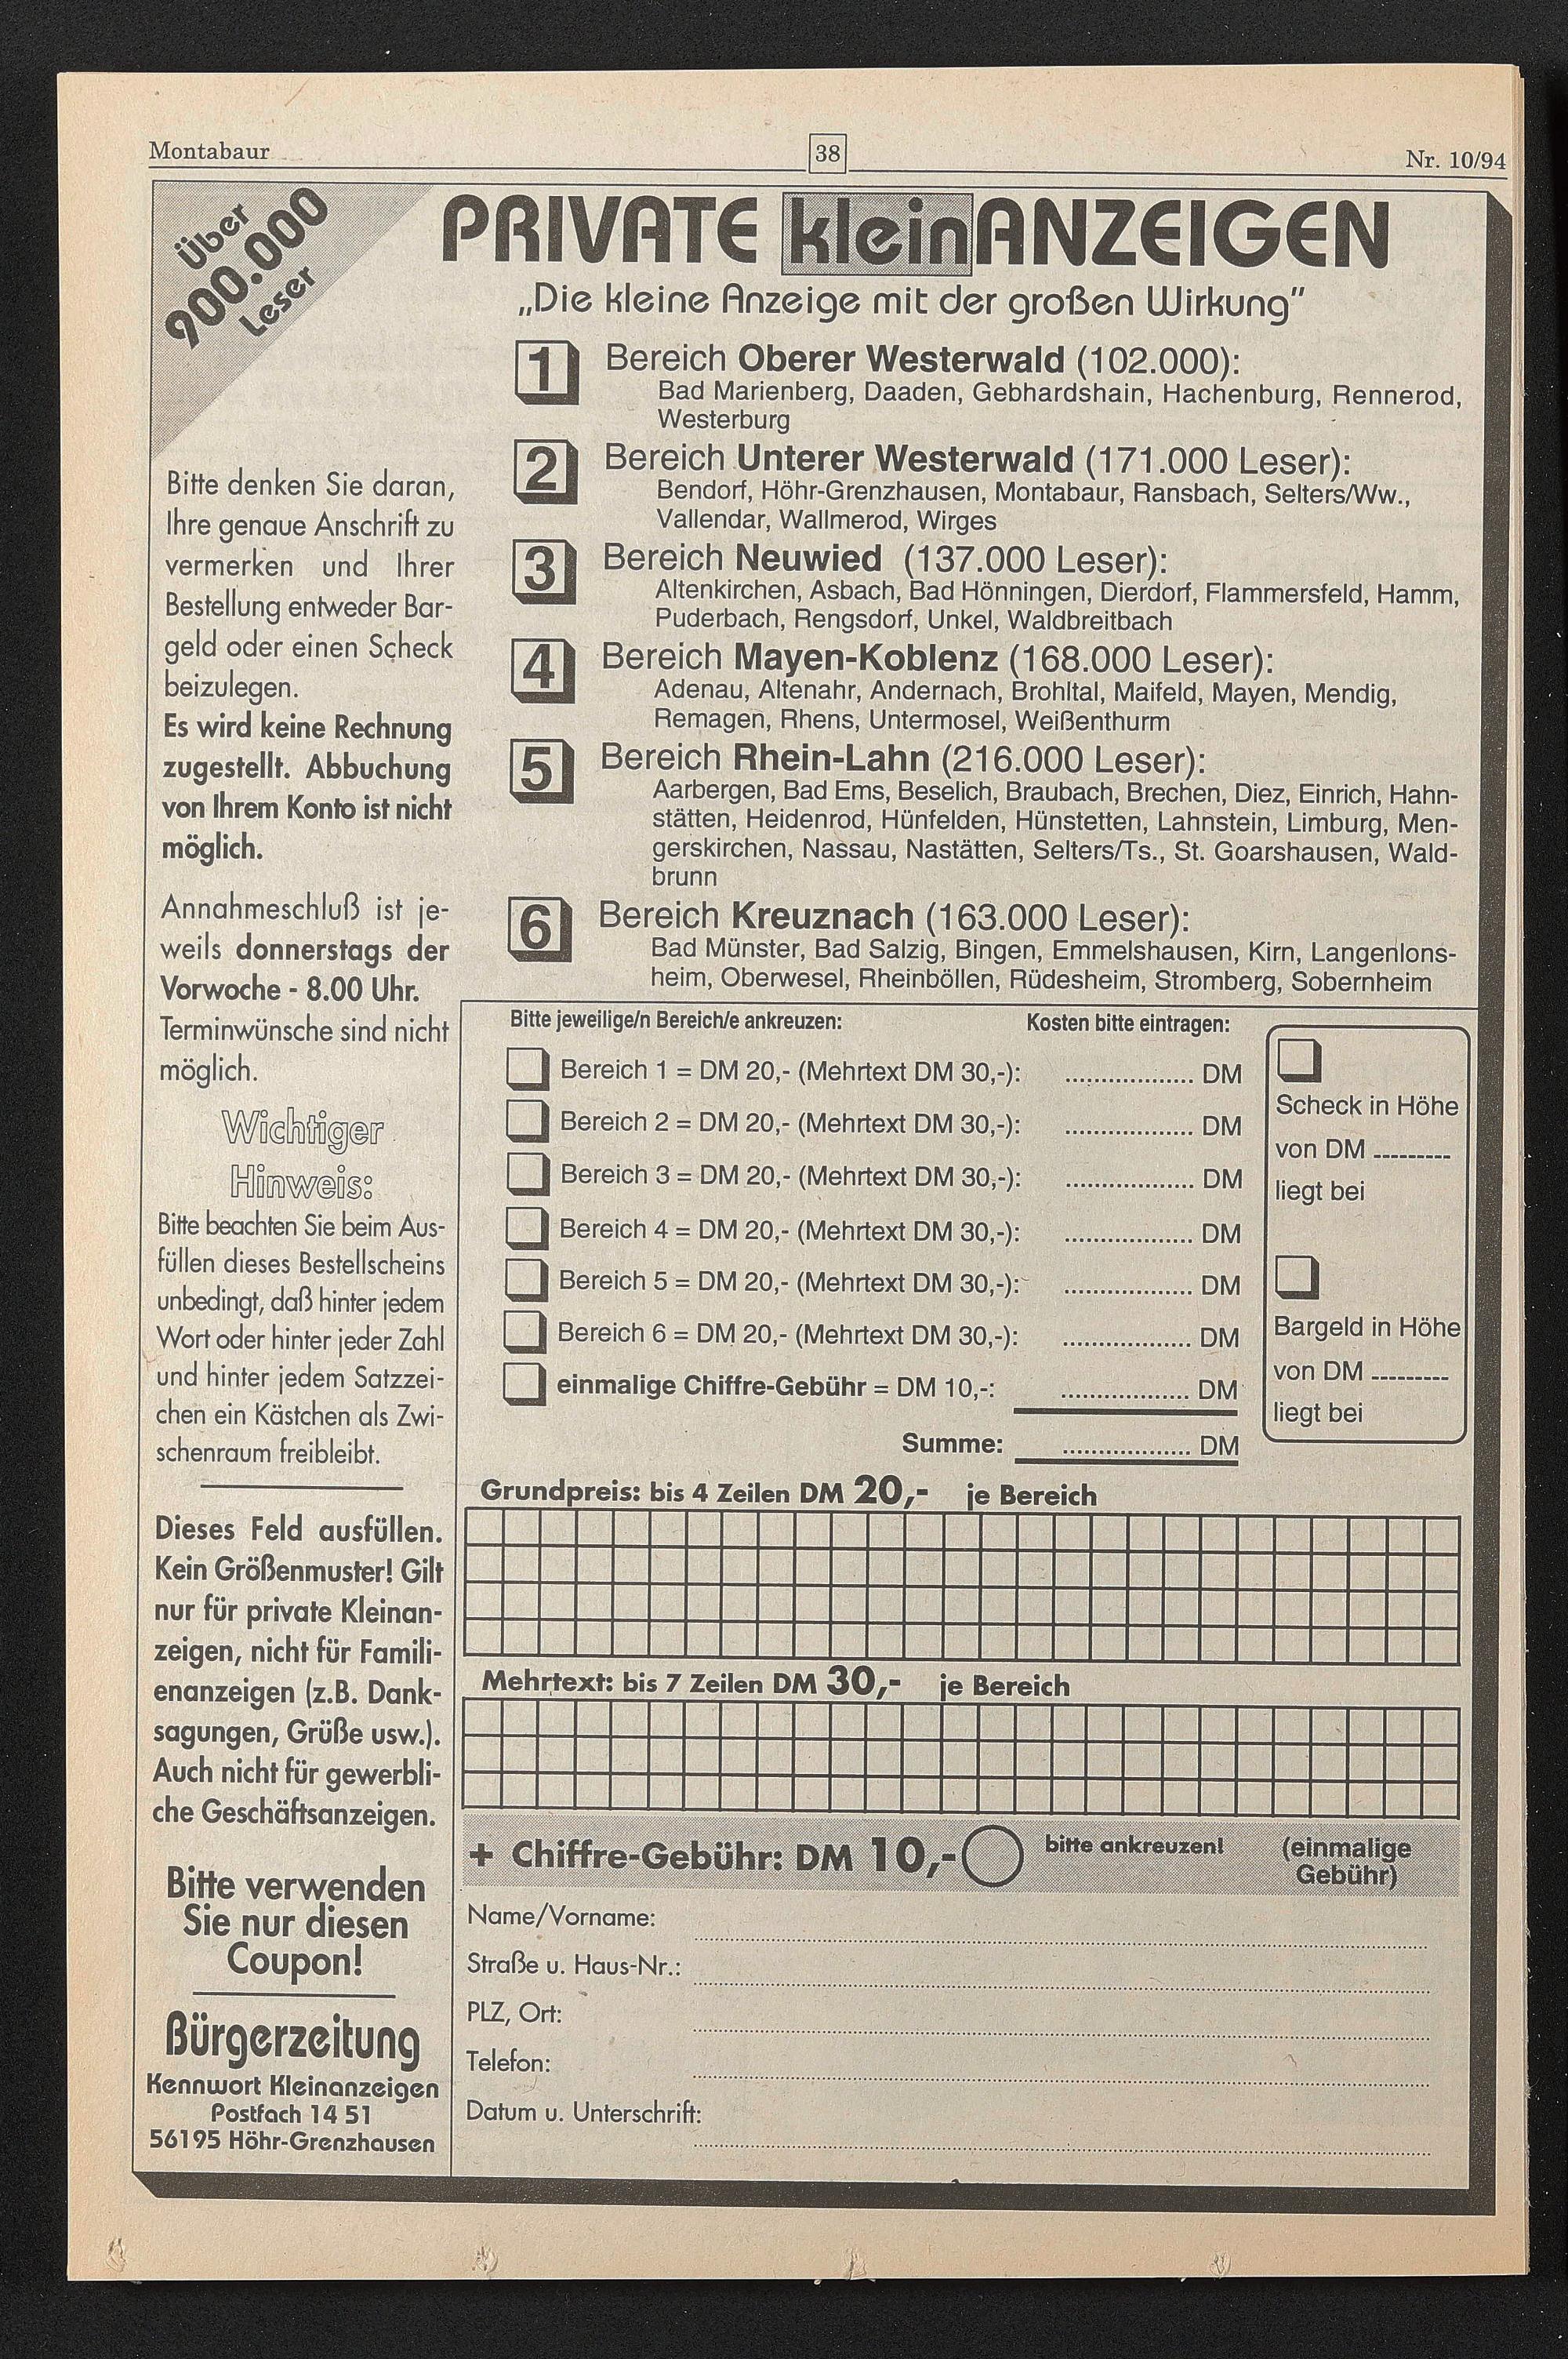 Montabaur
38
Nr. 10/94
Über
900.000
Leser
PRIVATE kleinANZEIGEN
„Die kleine Anzeige mit der großen Wirkung"
1 Bereich Oberer Westerwald (102.000):
Bad Marienberg, Daaden, Gebhardshain, Hachenburg, Rennerod,
Westerburg
2 Bereich Unterer Westerwald (171.000 Leser):
Bendorf, Höhr-Grenzhausen, Montabaur, Ransbach, Selters/Ww.,
Vallendar, Wallmerod, Wirges
3 Bereich Neuwied (137.000 Leser):
Altenkirchen, Asbach, Bad Hönningen, Dierdorf, Flammersfeld, Hamm,
Puderbach, Rengsdorf, Unkel, Waldbreitbach
4 Bereich Mayen-Koblenz (168.000 Leser):
Adenau, Altenahr, Andernach, Brohltal, Maifeld, Mayen, Mendig,
Remagen, Rhens, Untermosel, Weißenthurm
5 Bereich Rhein-Lahn (216.000 Leser):
Aarbergen, Bad Ems, Beselich, Braubach, Brechen, Diez, Einrich, Hahn-
stätten, Heidenrod, Hünfelden, Hünstetten, Lahnstein, Limburg, Men-
gerskirchen, Nassau, Nastätten, Selters/Ts., St. Goarshausen, Wald-
brunn
6 Bereich Kreuznach (163.000 Leser):
Bad Münster, Bad Salzig, Bingen, Emmelshausen, Kirn, Langenlons-
heim, Oberwesel, Rheinböllen, Rüdesheim, Stromberg, Sobernheim
Bitte denken Sie daran,
Ihre genaue Anschrift zu
vermerken und Ihrer
Bestellung entweder Bar-
geld oder einen Scheck
beizulegen.
Es wird keine Rechnung
zugestellt. Abbuchung
von Ihrem Konto ist nicht
möglich.
Annahmeschluß ist je-
weils donnerstags der
Vorwoche - 8.00 Uhr.
Terminwünsche sind nicht
möglich.
Wichtiger
Hinweis:
Bitte beachten Sie beim Aus-
füllen dieses Bestellscheins
unbedingt, daß hinter jedem
Wort oder hinter jeder Zahl
und hinter jedem Satzzei-
chen ein Kästchen als Zwi-
schenraum freibleibt.
Dieses Feld ausfüllen.
Kein Größenmuster! Gilt
nur für private Kleinan-
zeigen, nicht für Famili-
enanzeigen (z.B. Dank-
sagungen, Grüße usw.).
Auch nicht für gewerbli-
che Geschäftsanzeigen.
Bitte verwenden
Sie nur diesen
Coupon!
Bürgerzeitung
Kennwort Kleinanzeigen
Postfach 14 51
56195 Höhr-Grenzhausen
Bitte jeweilige/n Bereich/e ankreuzen: Kosten bitte eintragen:
Bereich 1 = DM 20,- (Mehrtext DM 30,-): .................. DM
Bereich 2 = DM 20,- (Mehrtext DM 30,-): .................. DM
Bereich 3 = DM 20,- (Mehrtext DM 30,-): .................. DM
Bereich 4 = DM 20,- (Mehrtext DM 30,-): .................. DM
Bereich 5 = DM 20,- (Mehrtext DM 30,-): .................. DM
Bereich 6 = DM 20,- (Mehrtext DM 30,-): .................. DM
einmalige Chiffre-Gebühr = DM 10,-: .................. DM
Summe: .................. DM
Scheck in Höhe
von DM ---------
liegt bei
Bargeld in Höhe
von DM ---------
liegt bei
Grundpreis: bis 4 Zeilen DM 20,- je Bereich
Mehrtext: bis 7 Zeilen DM 30,- je Bereich
+ Chiffre-Gebühr: DM 10,- bitte ankreuzen! (einmalige
Gebühr)
Name/Vorname:
Straße u. Haus-Nr.:
PLZ, Ort:
Telefon:
Datum u. Unterschrift: